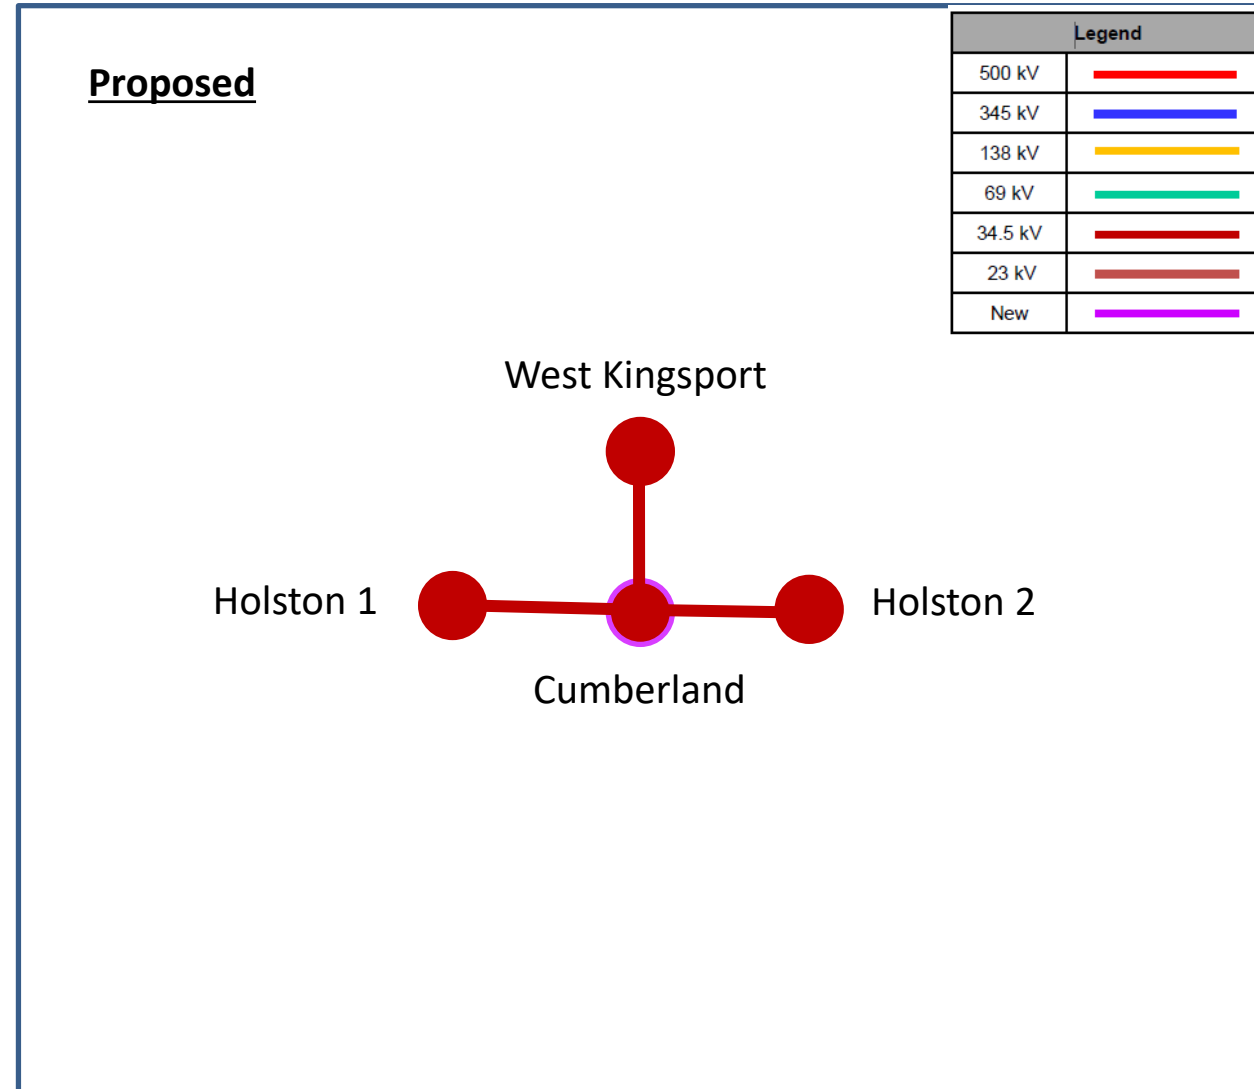 Proposed
Legend
500 kV
345 kV
138 kV
69 kV
34.5 kV
23 kV
New
West Kingsport
Holston 1
Holston 2
Cumberland